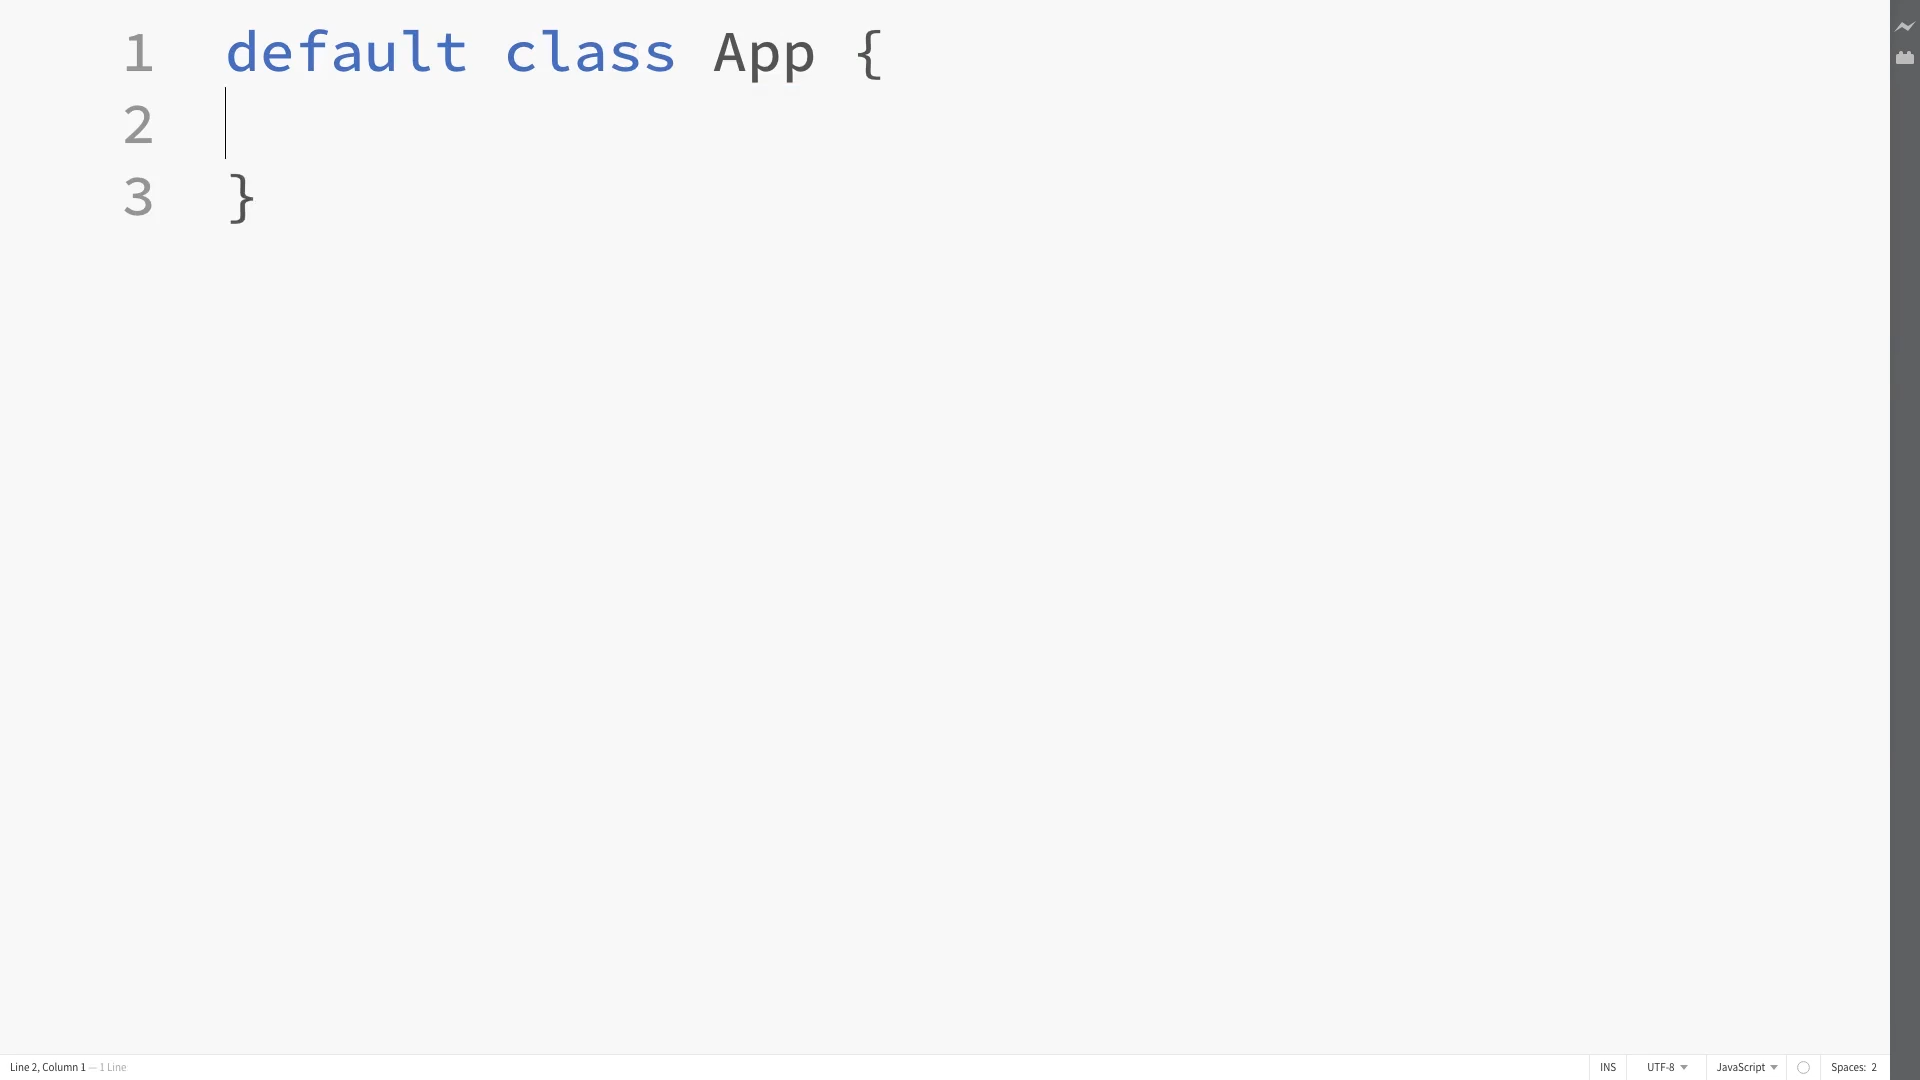 1 default class App {
2
3 }
Line 2, Column 1 — 1 Line INS UTF-8 JavaScript Spaces: 2